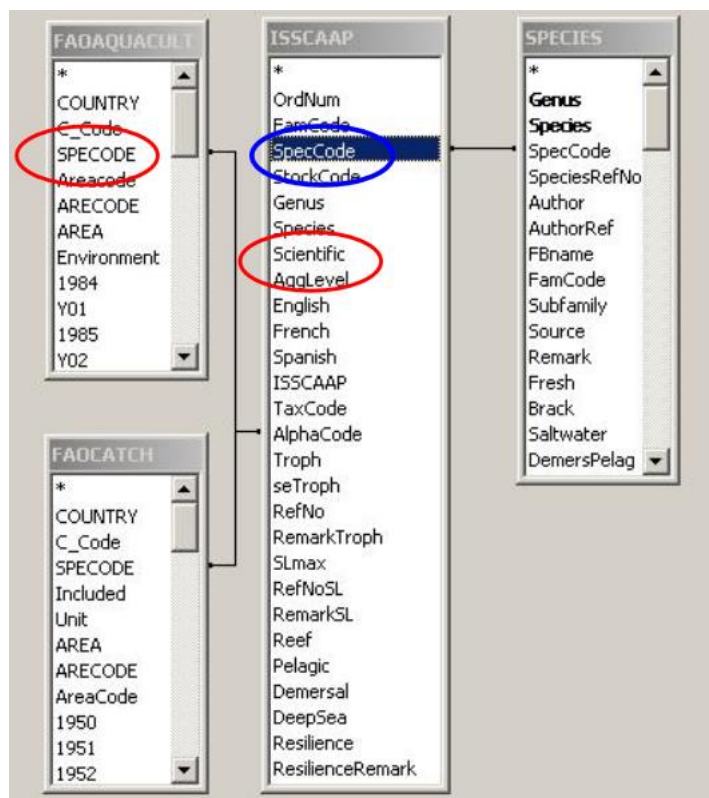 FAOAQUACULT
*
COUNTRY
C_Code
SPECODE
Areacode
ARECODE
AREA
Environment
1984
Y01
1985
Y02
FAOCATCH
*
COUNTRY
C_Code
SPECODE
Included
Unit
AREA
ARECODE
AreaCode
1950
1951
1952
ISSCAAP
*
OrdNum
FamCode
SpecCode
StockCode
Genus
Species
Scientific
AggLevel
English
French
Spanish
ISSCAAP
TaxCode
AlphaCode
Troph
seTroph
RefNo
RemarkTroph
SLmax
RefNoSL
RemarkSL
Reef
Pelagic
Demersal
DeepSea
Resilience
ResilienceRemark
SPECIES
*
Genus
Species
SpecCode
SpeciesRefNo
Author
AuthorRef
FBname
FamCode
Subfamily
Source
Remark
Fresh
Brack
Saltwater
DemersPelag